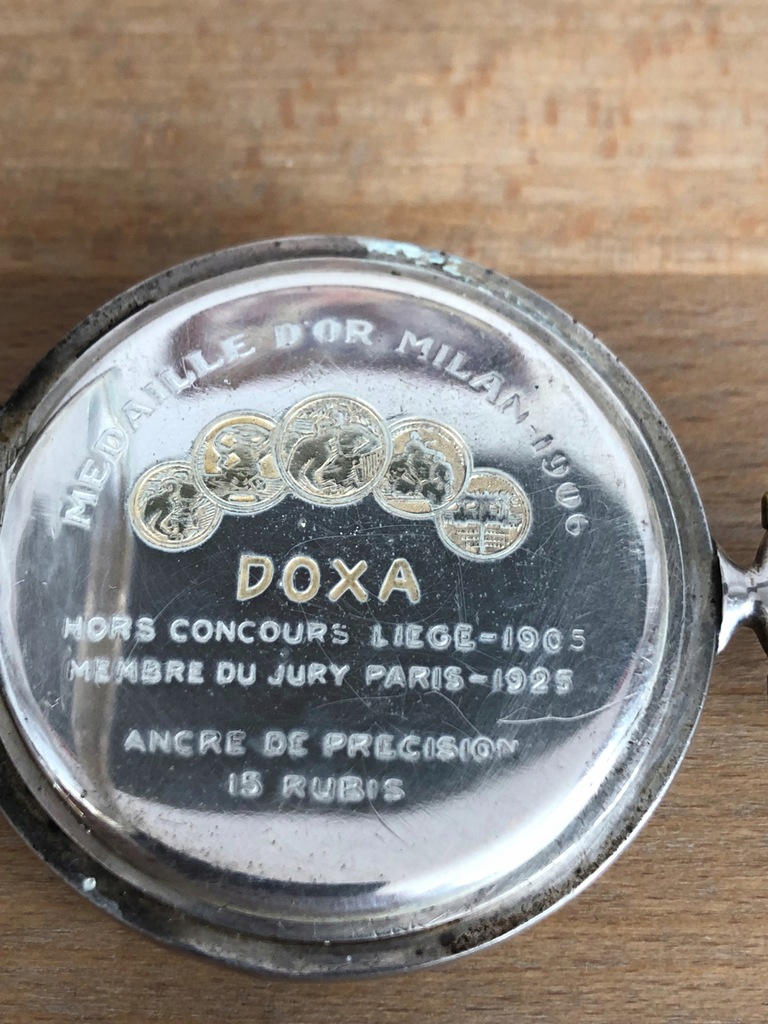 MEDAILLE D'OR MILAN-1906
DOXA
HORS CONCOURS LIEGE-1905
MEMBRE DU JURY PARIS-1925
ANCRE DE PRECISION
15 RUBIS